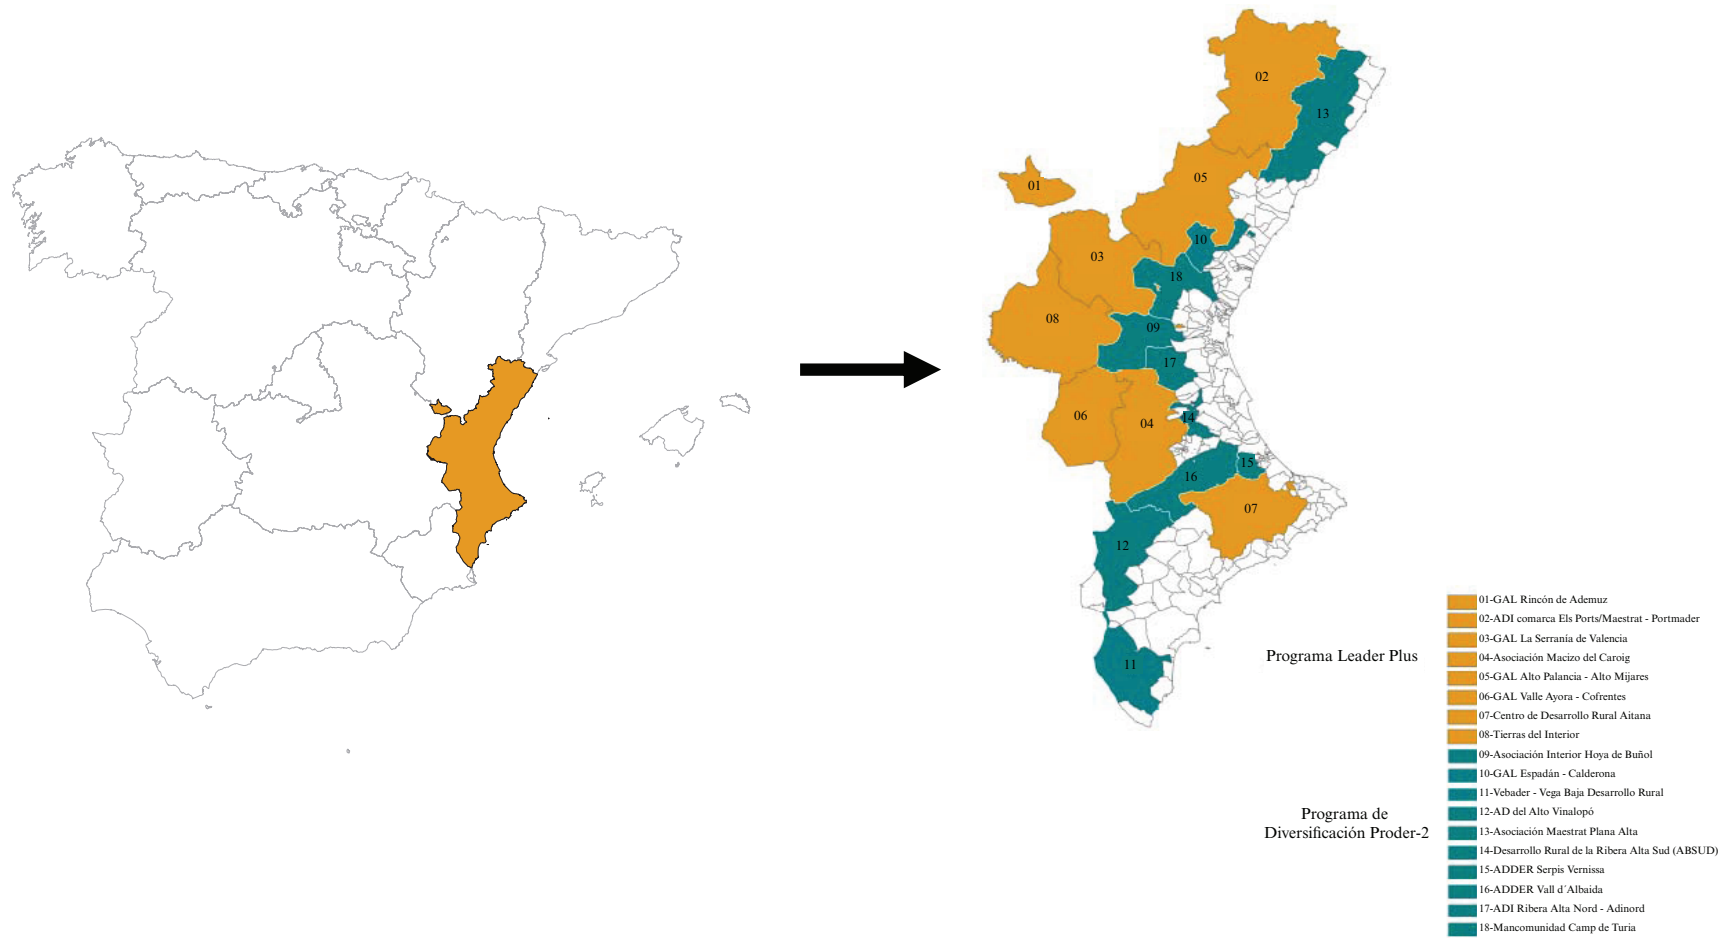 02
13
05
01
10
03
18
08
09
17
06
04
14
15
16
07
12
11
Programa Leader Plus
Programa de
Diversificación Proder-2
01-GAL Rincón de Ademuz
02-ADI comarca Els Ports/Maestrat - Portmader
03-GAL La Serranía de Valencia
04-Asociación Macizo del Caroig
05-GAL Alto Palancia - Alto Mijares
06-GAL Valle Ayora - Cofrentes
07-Centro de Desarrollo Rural Aitana
08-Tierras del Interior
09-Asociación Interior Hoya de Buñol
10-GAL Espadán - Calderona
11-Vebader - Vega Baja Desarrollo Rural
12-AD del Alto Vinalopó
13-Asociación Maestrat Plana Alta
14-Desarrollo Rural de la Ribera Alta Sud (ABSUD)
15-ADDER Serpis Vernissa
16-ADDER Vall d´Albaida
17-ADI Ribera Alta Nord - Adinord
18-Mancomunidad Camp de Turia